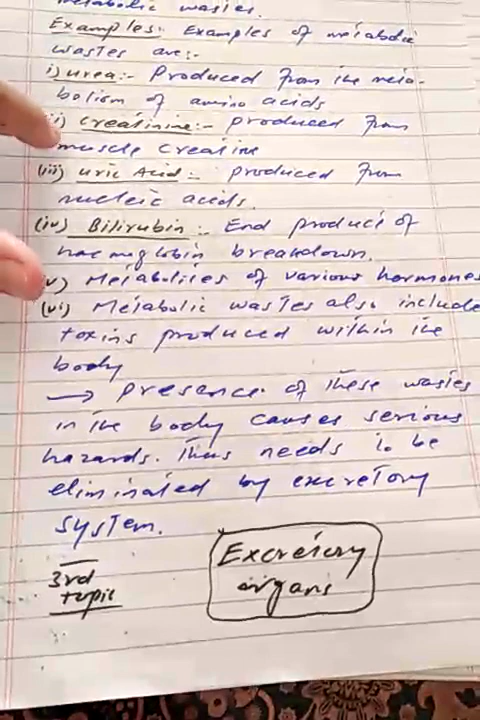 metabolic wastes.
Examples: Examples of metabolic
wastes are:-
i) urea:- Produced from the meta-
bolism of amino acids
ii) Creatinine:- produced from
muscle creatine
(iii) uric Acid:- produced from
nucleic acids.
(iv) Bilirubin:- End product of
haemoglobin breakdown.
v) Metabolites of various hormones
(vi) Metabolic wastes also include
toxins produced within the
body
→ presence of these wastes
in the body causes serious
hazards. Thus needs to be
eliminated by excretory
system.
3rd
topic
Excretory
organs